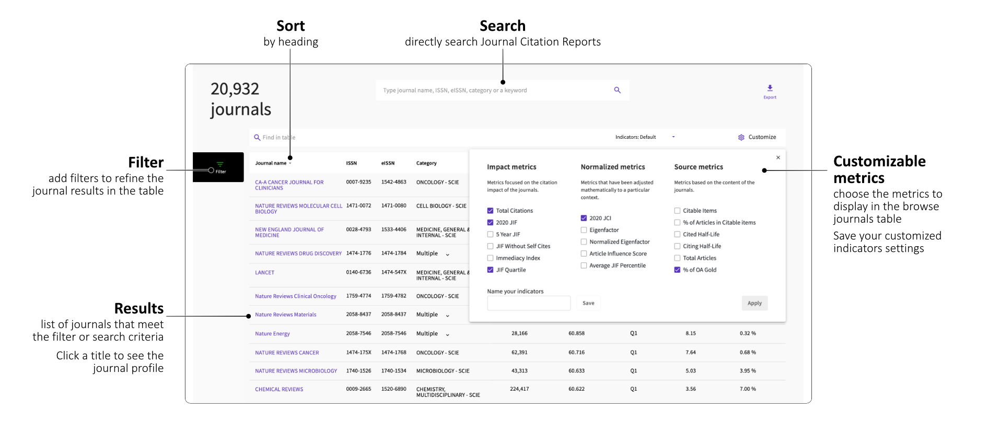 Sort
by heading
Search
directly search Journal Citation Reports
20,932
journals
Type journal name, ISSN, eISSN, category or a keyword
Export
Find in table
Indicators: Default
Customize
Filter
add filters to refine the
journal results in the table
Filter
Results
list of journals that meet
the filter or search criteria
Click a title to see the
journal profile
Journal name ISSN eISSN Category
CA-A CANCER JOURNAL FOR 0007-9235 1542-4863 ONCOLOGY - SCIE
CLINICIANS
NATURE REVIEWS MOLECULAR CELL 1471-0072 1471-0080 CELL BIOLOGY - SCIE
BIOLOGY
NEW ENGLAND JOURNAL OF 0028-4793 1533-4406 MEDICINE, GENERAL &
MEDICINE INTERNAL - SCIE
NATURE REVIEWS DRUG DISCOVERY 1474-1776 1474-1784 Multiple
LANCET 0140-6736 1474-547X MEDICINE, GENERAL &
INTERNAL - SCIE
Nature Reviews Clinical Oncology 1759-4774 1759-4782 ONCOLOGY - SCIE
Nature Reviews Materials 2058-8437 2058-8437 Multiple
Nature Energy 2058-7546 2058-7546 Multiple 28,166 60.858 Q1 8.15 0.32 %
NATURE REVIEWS CANCER 1474-175X 1474-1768 ONCOLOGY - SCIE 62,391 60.716 Q1 7.64 0.68 %
NATURE REVIEWS MICROBIOLOGY 1740-1526 1740-1534 MICROBIOLOGY - SCIE 43,313 60.633 Q1 5.03 3.95 %
CHEMICAL REVIEWS 0009-2665 1520-6890 CHEMISTRY, 224,417 60.622 Q1 3.56 7.00 %
MULTIDISCIPLINARY - SCIE
Impact metrics
Metrics focused on the citation
impact of the journals.
Total Citations
2020 JIF
5 Year JIF
JIF Without Self Cites
Immediacy Index
JIF Quartile
Normalized metrics
Metrics that have been adjusted
mathematically to a particular
context.
2020 JCI
Eigenfactor
Normalized Eigenfactor
Article Influence Score
Average JIF Percentile
Source metrics
Metrics based on the content of the
journals.
Citable Items
% of Articles in Citable items
Cited Half-Life
Citing Half-Life
Total Articles
% of OA Gold
Name your indicators
Save
Apply
Customizable
metrics
choose the metrics to
display in the browse
journals table
Save your customized
indicators settings